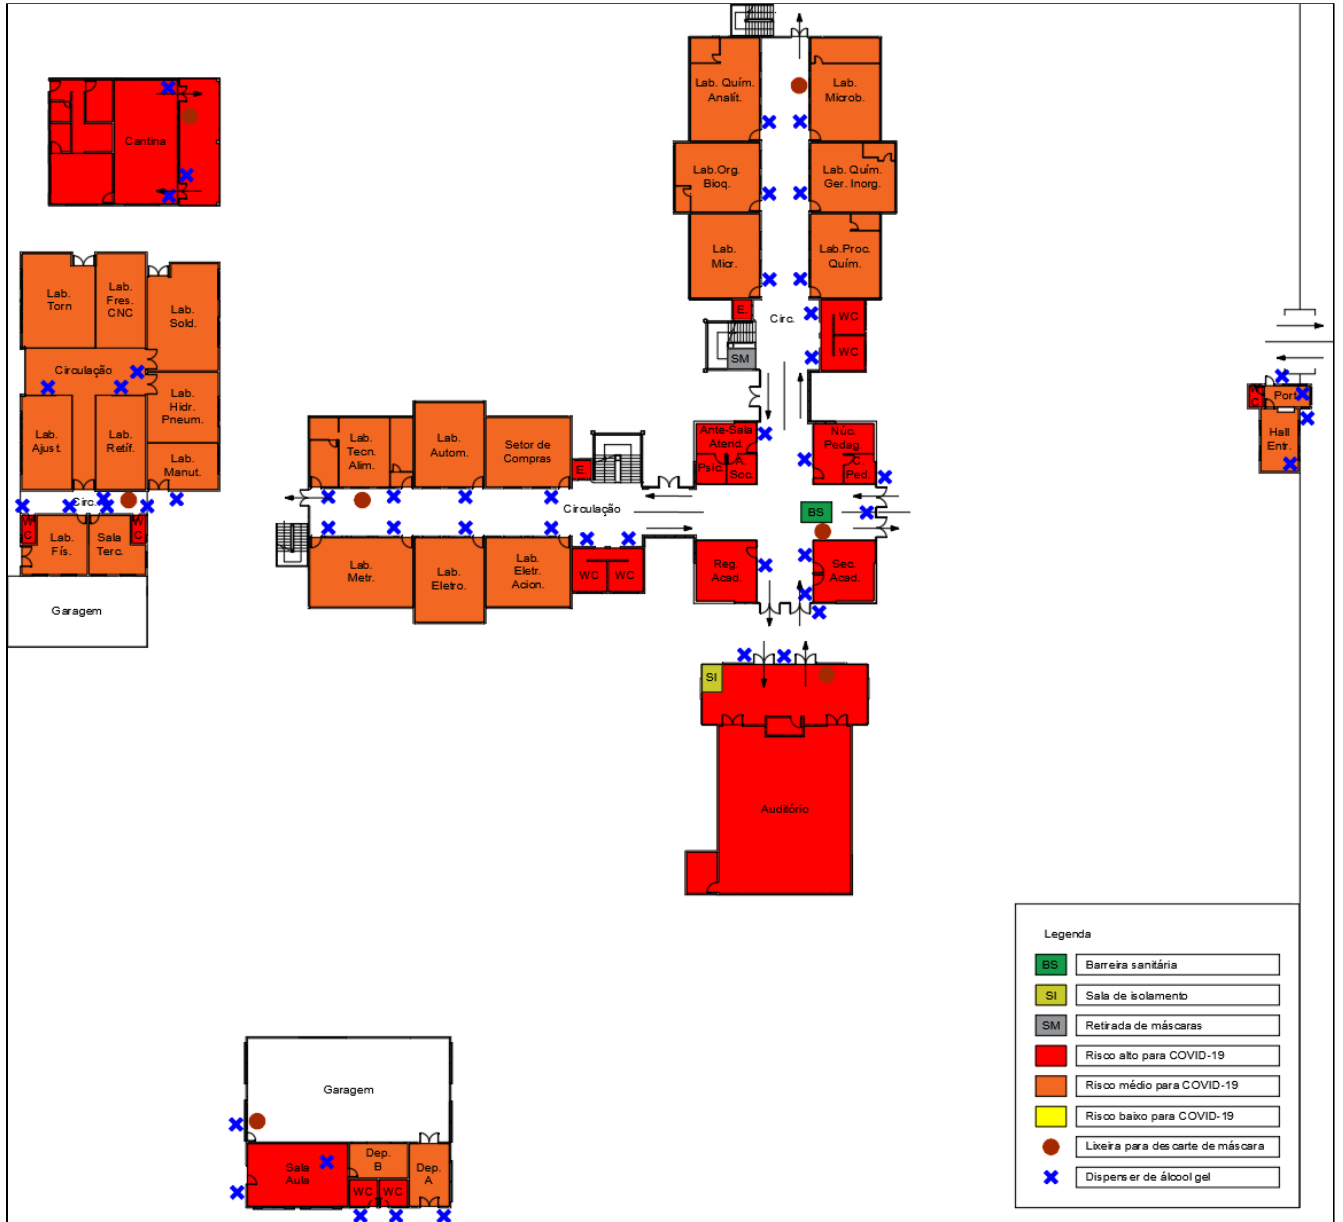 Lab. Quím.
Analít.
Lab.
Microb.
Cantina
Lab.Org.
Bioq.
Lab. Quím.
Ger. Inorg.
Lab.
Micr.
Lab.Proc.
Quím.
Lab.
Torn
Lab.
Fres.
CNC
Lab.
Sold.
E.
Circ.
WC
WC
SM
Circulação
Lab.
Hidr.
Pneum.
Lab.
Ajust.
Lab.
Retíf.
Lab.
Manut.
Circ.
WC
Lab.
Fís.
Sala
Terc.
WC
Garagem
Lab.
Tecn.
Alim.
Lab.
Autom.
Setor de
Compras
E.
Circulação
Lab.
Metr.
Lab.
Eletro.
Lab.
Eletr.
Acion.
WC
WC
Ante-Sala
Atend.
Psic.
A.
Soc.
Núc.
Pedag.
C.
Ped.
BS
Reg.
Acad.
Sec.
Acad.
WC
Port.
Hall
Entr.
SI
Auditório
Garagem
Sala
Aula
Dep.
B
Dep.
A
WC
WC
Legenda
BS Barreira sanitária
SI Sala de isolamento
SM Retirada de máscaras
Risco alto para COVID-19
Risco médio para COVID-19
Risco baixo para COVID-19
Lixeira para descarte de máscara
Dispenser de álcool gel